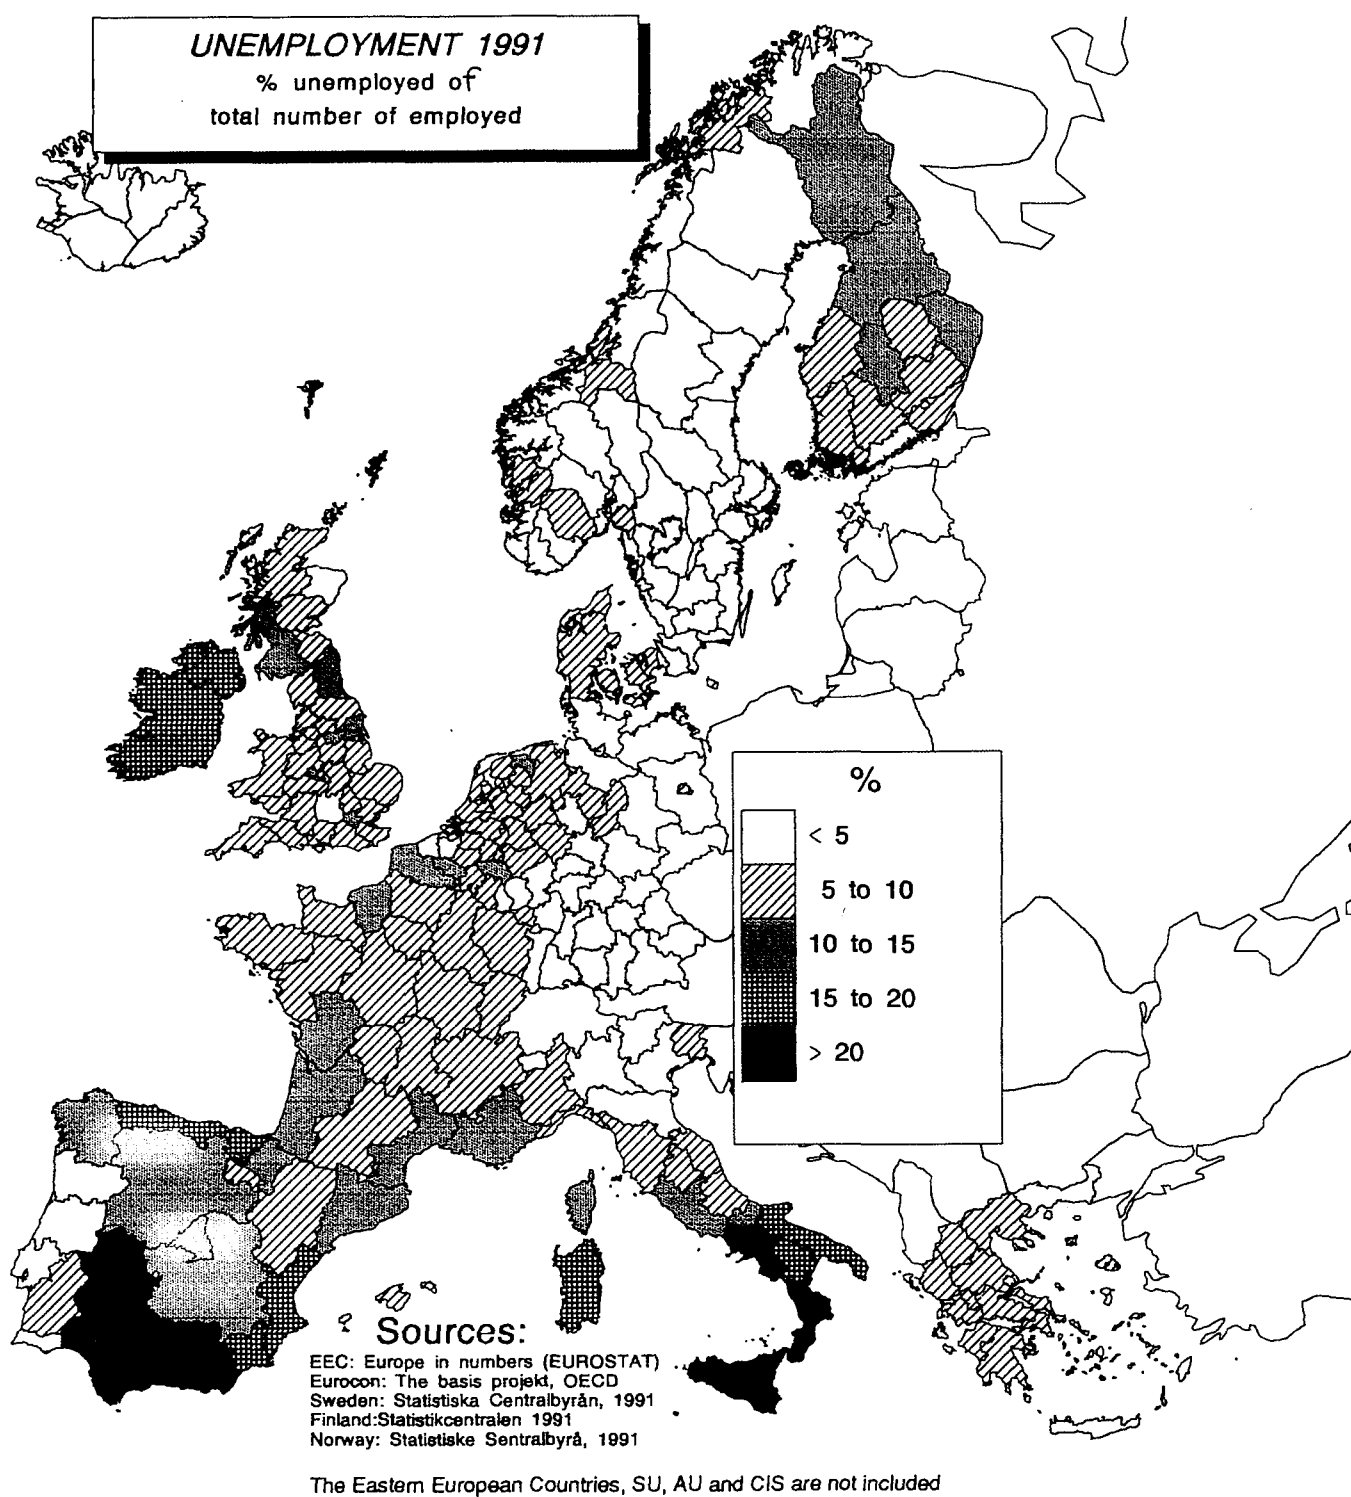 UNEMPLOYMENT 1991
% unemployed of
total number of employed
%
< 5
5 to 10
10 to 15
15 to 20
> 20
Sources:
EEC: Europe in numbers (EUROSTAT)
Eurocon: The basis projekt, OECD
Sweden: Statistiska Centralbyrån, 1991
Finland:Statistikcentralen 1991
Norway: Statistiske Sentralbyrå, 1991
The Eastern European Countries, SU, AU and CIS are not included